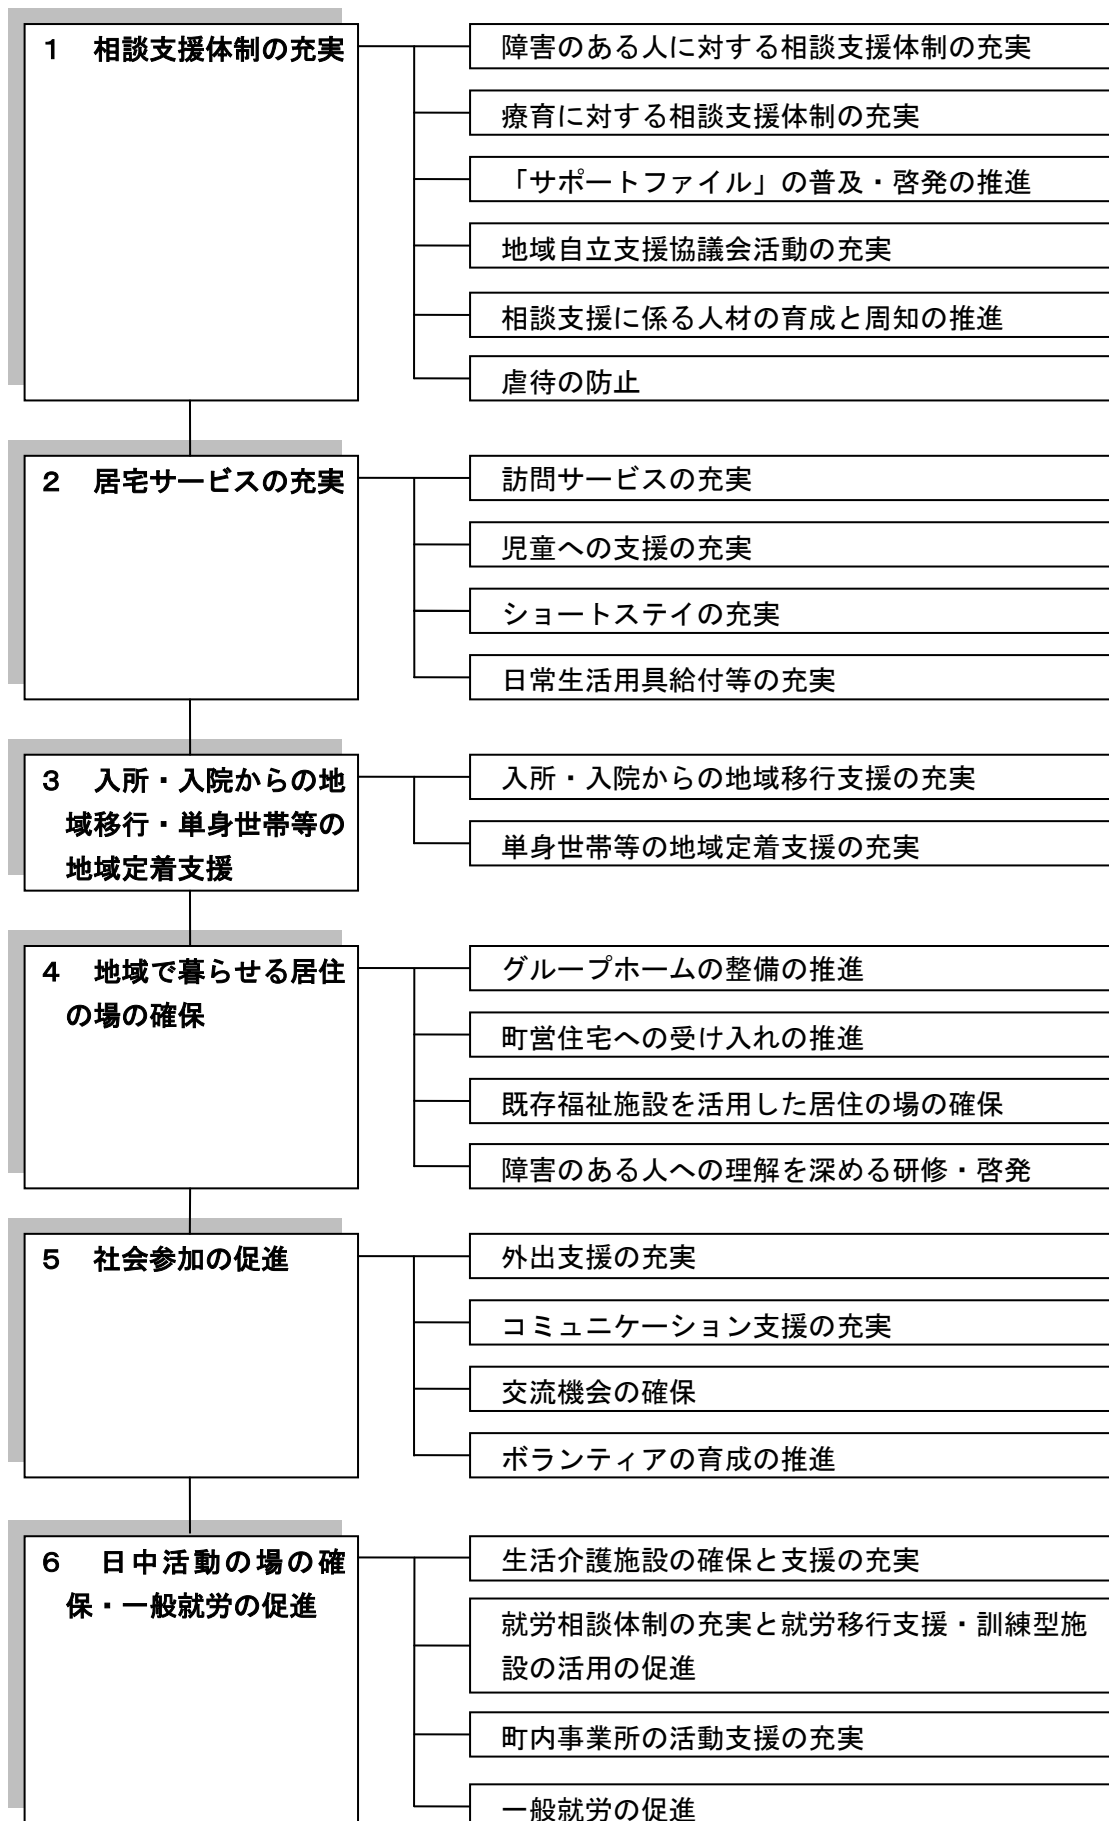 １　相談支援体制の充実
障害のある人に対する相談支援体制の充実
療育に対する相談支援体制の充実
「サポートファイル」の普及・啓発の推進
地域自立支援協議会活動の充実
相談支援に係る人材の育成と周知の推進
虐待の防止
２　居宅サービスの充実
訪問サービスの充実
児童への支援の充実
ショートステイの充実
日常生活用具給付等の充実
３　入所・入院からの地
域移行・単身世帯等の
地域定着支援
入所・入院からの地域移行支援の充実
単身世帯等の地域定着支援の充実
４　地域で暮らせる居住
の場の確保
グループホームの整備の推進
町営住宅への受け入れの推進
既存福祉施設を活用した居住の場の確保
障害のある人への理解を深める研修・啓発
５　社会参加の促進
外出支援の充実
コミュニケーション支援の充実
交流機会の確保
ボランティアの育成の推進
６　日中活動の場の確
保・一般就労の促進
生活介護施設の確保と支援の充実
就労相談体制の充実と就労移行支援・訓練型施
設の活用の促進
町内事業所の活動支援の充実
一般就労の促進